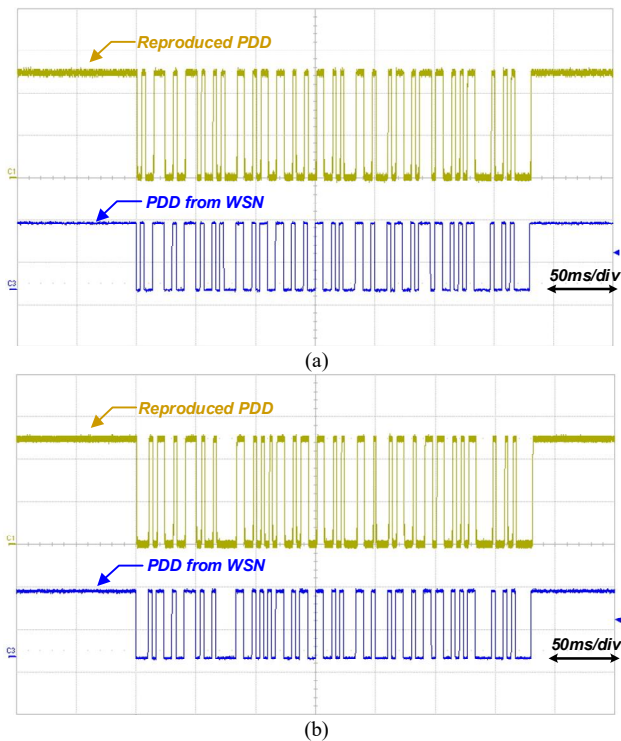 Reproduced PDD
C1
PDD from WSN
C3
50ms/div
(a)
Reproduced PDD
C1
PDD from WSN
C3
50ms/div
(b)